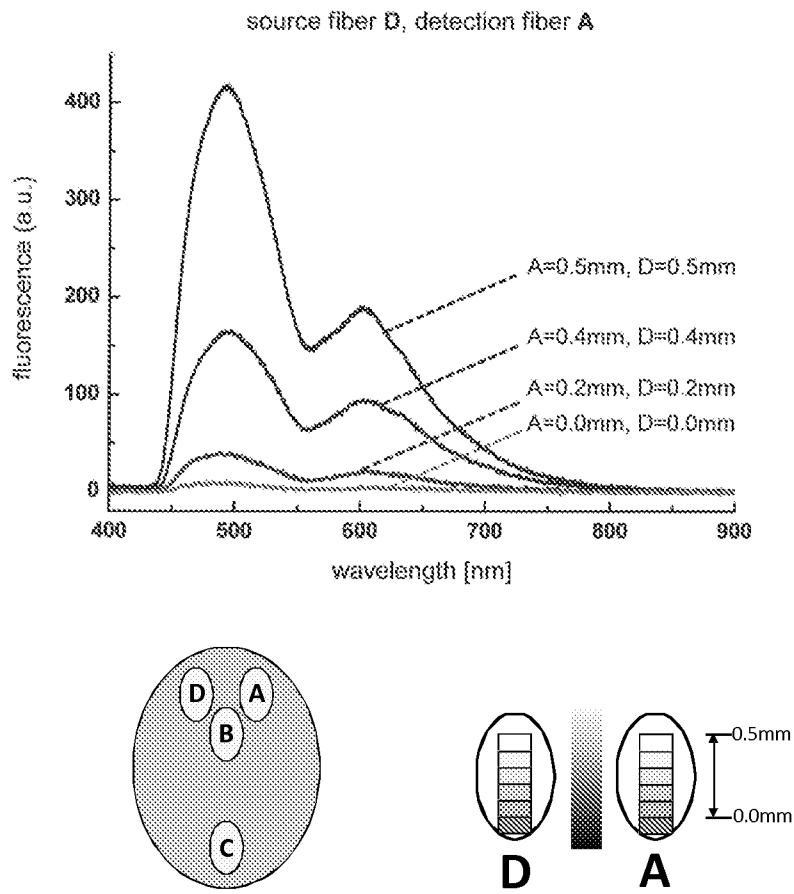 source fiber D, detection fiber A
fluorescence (a.u.)
400
300
200
100
0
A=0.5mm, D=0.5mm
A=0.4mm, D=0.4mm
A=0.2mm, D=0.2mm
A=0.0mm, D=0.0mm
400 500 600 700 800 900
wavelength [nm]
D A
B
C
0.5mm
0.0mm
D A